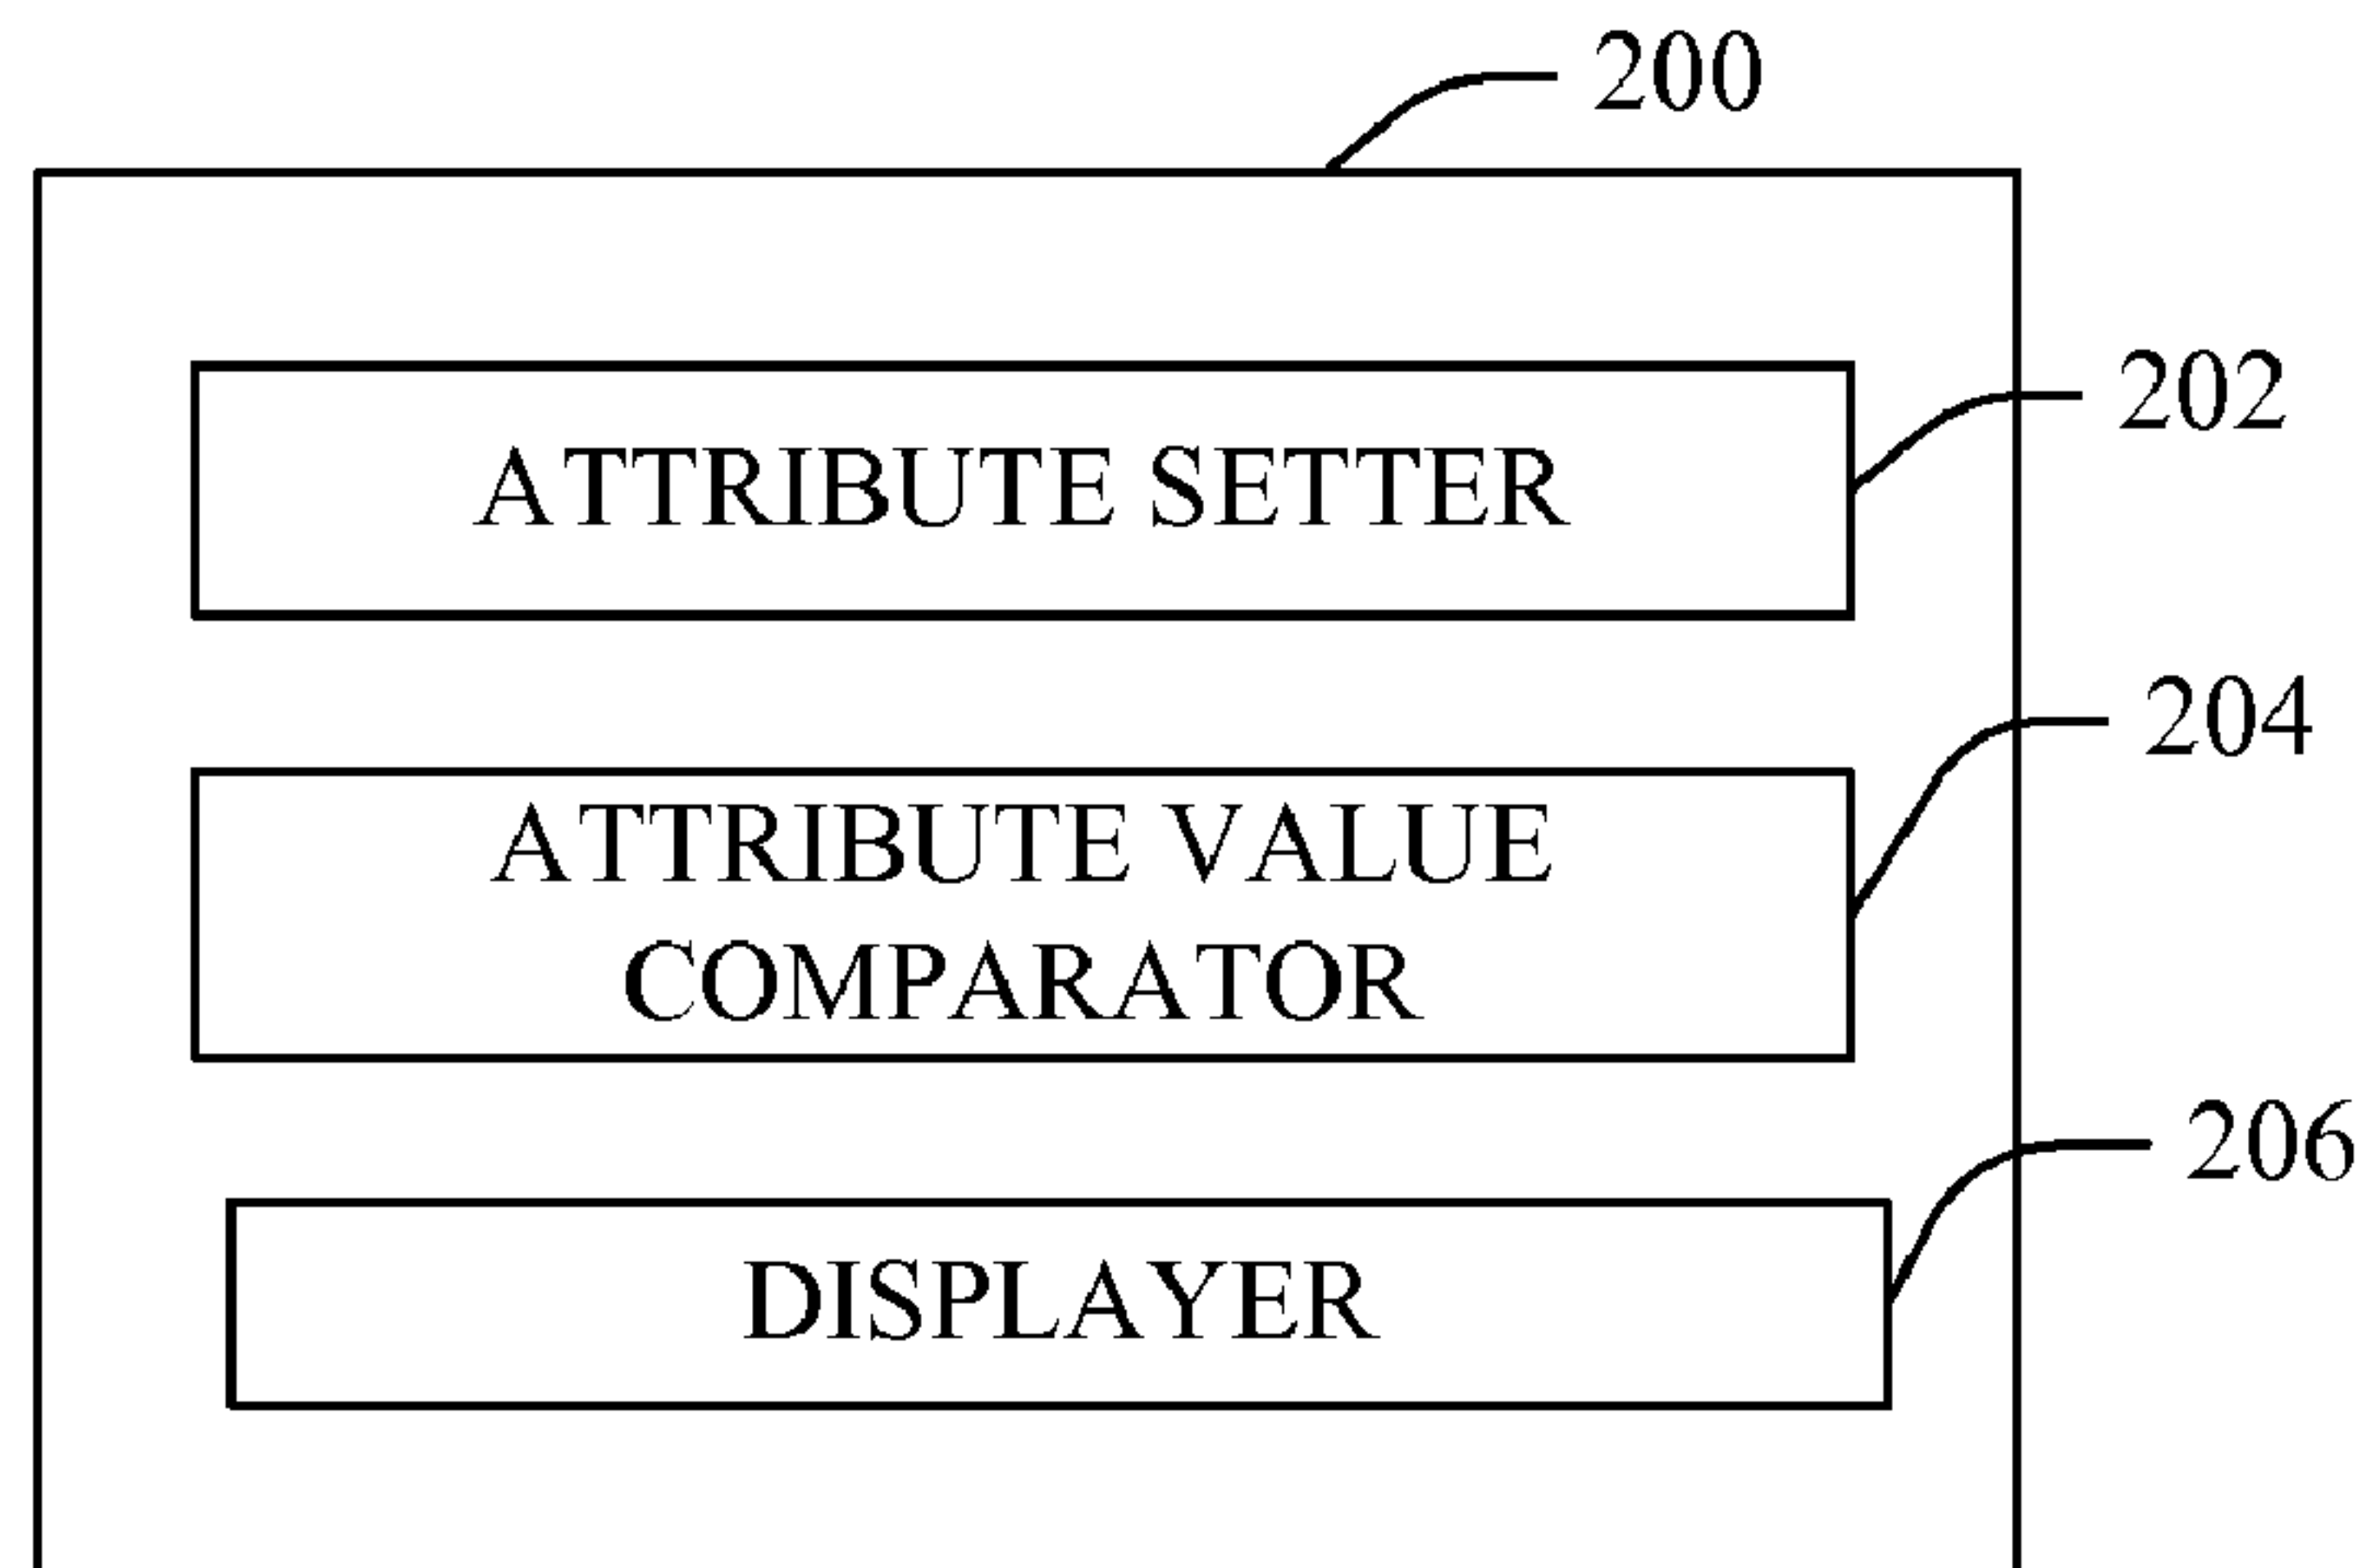 200
202
ATTRIBUTE SETTER
204
ATTRIBUTE VALUE
COMPARATOR
206
DISPLAYER